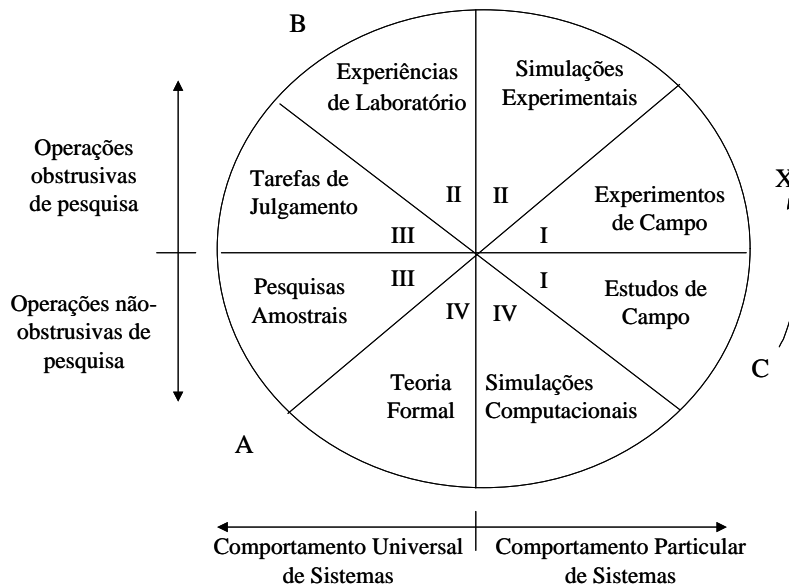 B
Experiências
de Laboratório
Simulações
Experimentais
Operações
obstrusivas
de pesquisa
Tarefas de
Julgamento
II
II
Experimentos
de Campo
X
III
I
III
I
Operações não-
obstrusivas de
pesquisa
Pesquisas
Amostrais
IV
IV
Estudos de
Campo
Teoria
Formal
Simulações
Computacionais
C
A
Comportamento Universal
de Sistemas
Comportamento Particular
de Sistemas